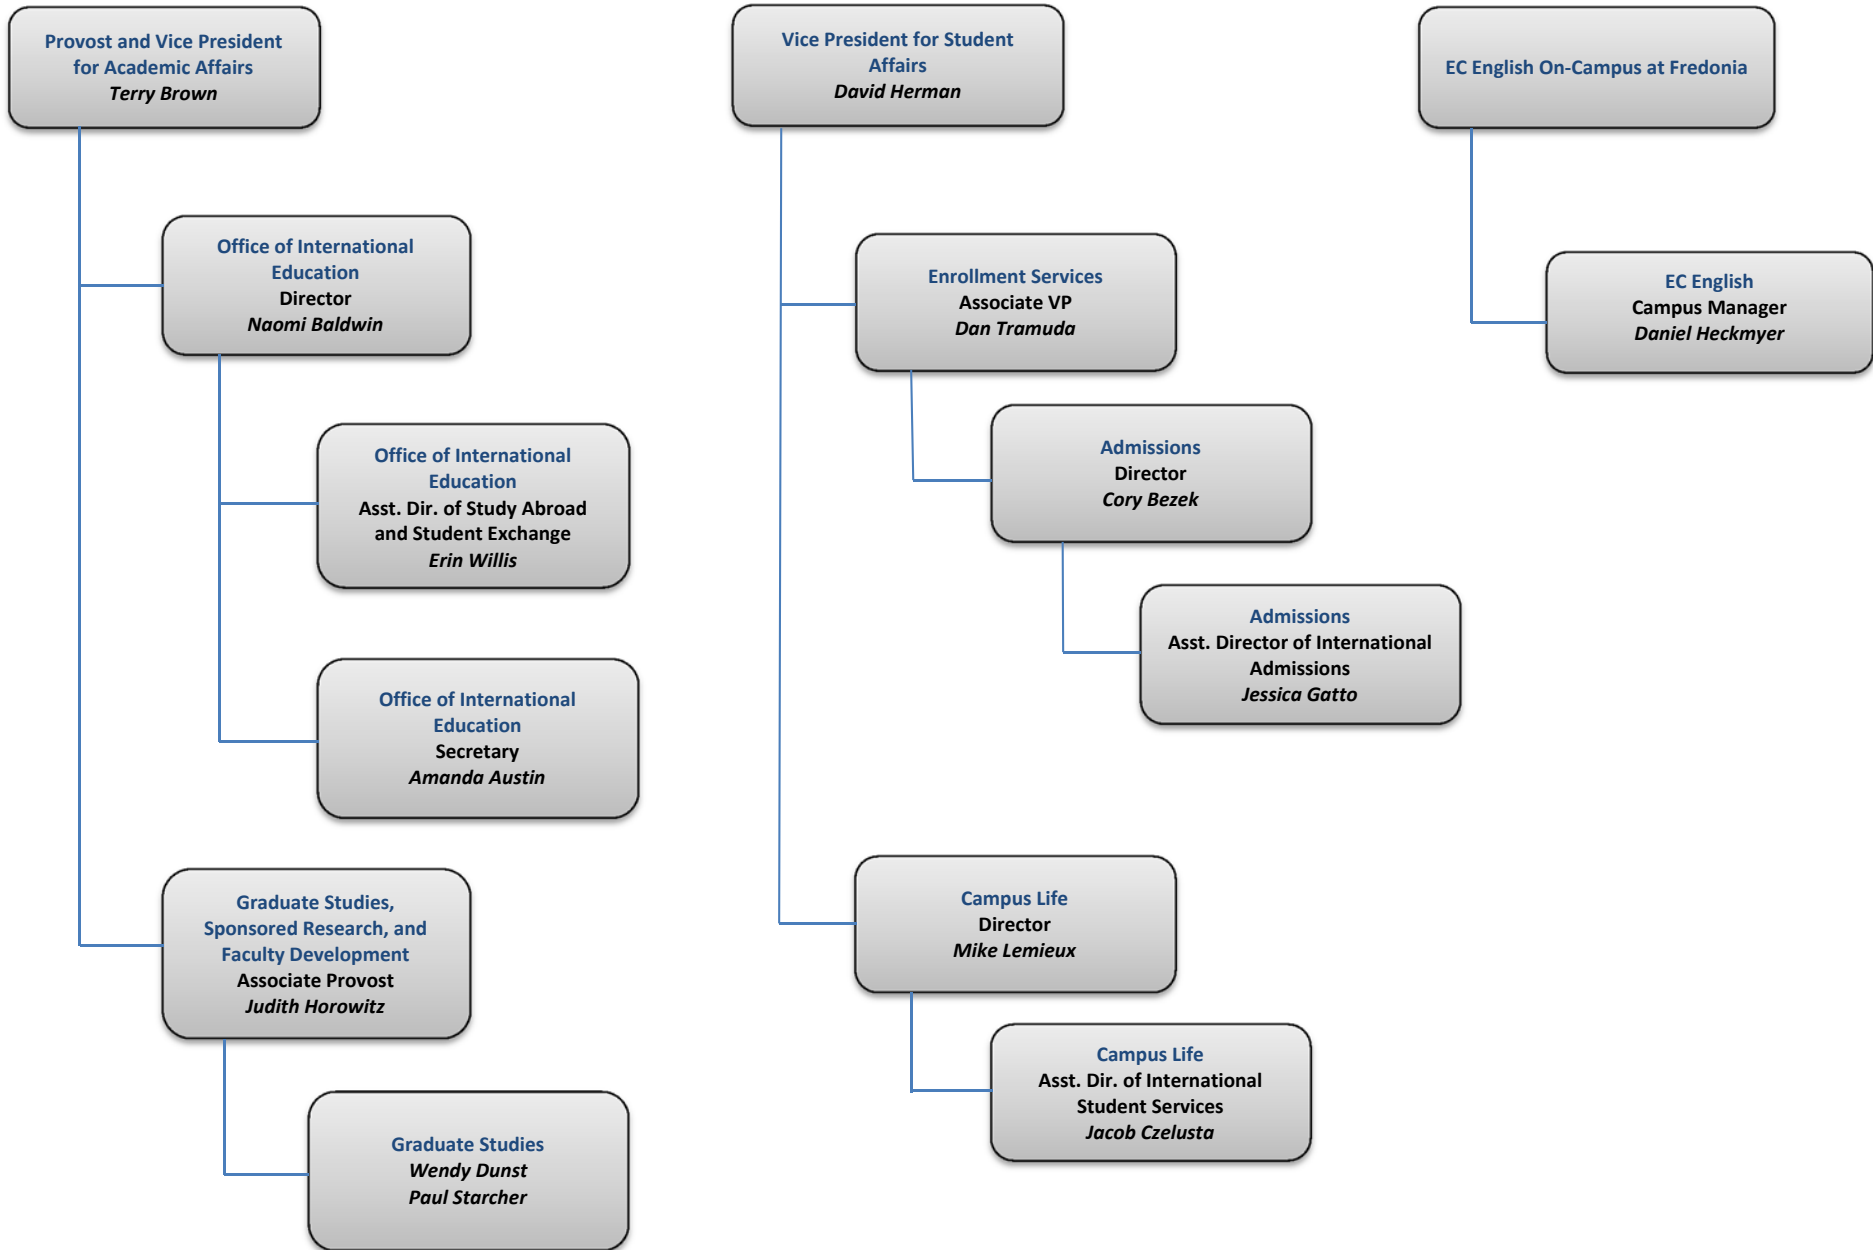 Provost and Vice President
for Academic Affairs
Terry Brown
Office of International
Education
Director
Naomi Baldwin
Office of International
Education
Asst. Dir. of Study Abroad
and Student Exchange
Erin Willis
Office of International
Education
Secretary
Amanda Austin
Graduate Studies,
Sponsored Research, and
Faculty Development
Associate Provost
Judith Horowitz
Graduate Studies
Wendy Dunst
Paul Starcher
Vice President for Student
Affairs
David Herman
Enrollment Services
Associate VP
Dan Tramuda
Admissions
Director
Cory Bezek
Admissions
Asst. Director of International
Admissions
Jessica Gatto
Campus Life
Director
Mike Lemieux
Campus Life
Asst. Dir. of International
Student Services
Jacob Czelusta
EC English On-Campus at Fredonia
EC English
Campus Manager
Daniel Heckmyer